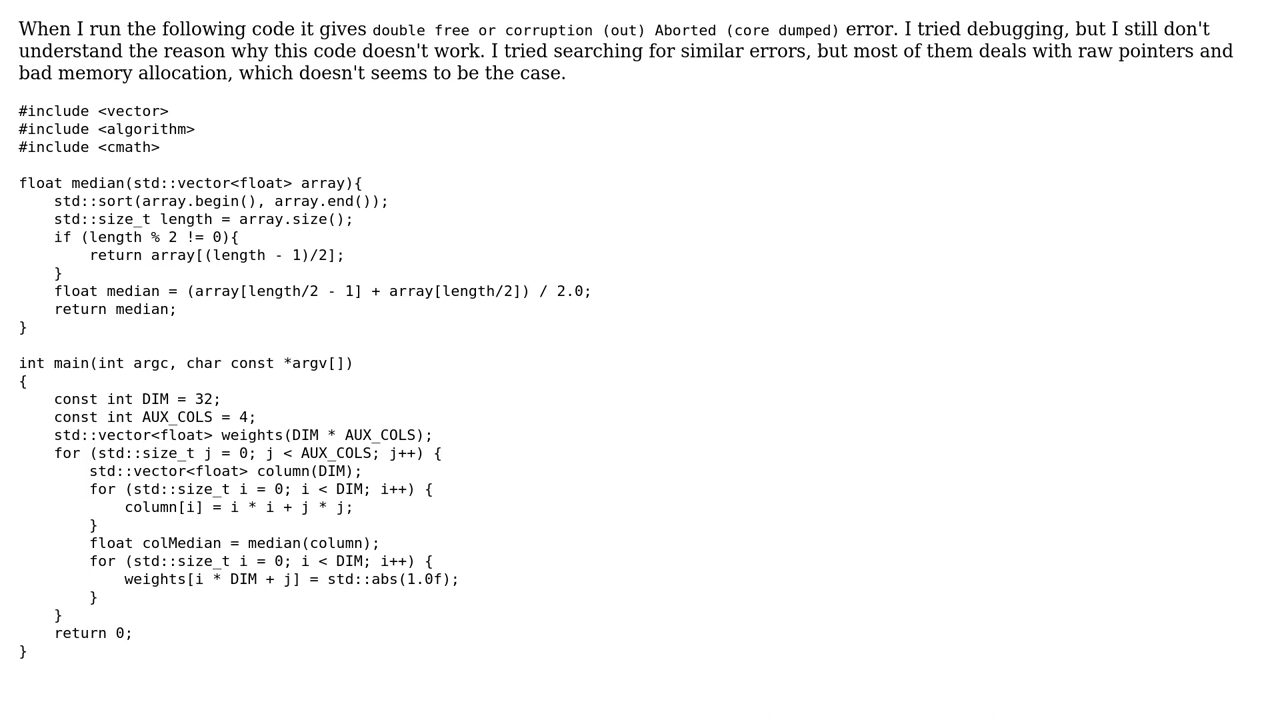 When I run the following code it gives double free or corruption (out) Aborted (core dumped) error. I tried debugging, but I still don't
understand the reason why this code doesn't work. I tried searching for similar errors, but most of them deals with raw pointers and
bad memory allocation, which doesn't seems to be the case.
#include <vector>
#include <algorithm>
#include <cmath>
float median(std::vector<float> array){
    std::sort(array.begin(), array.end());
    std::size_t length = array.size();
    if (length % 2 != 0){
        return array[(length - 1)/2];
    }
    float median = (array[length/2 - 1] + array[length/2]) / 2.0;
    return median;
}
int main(int argc, char const *argv[])
{
    const int DIM = 32;
    const int AUX_COLS = 4;
    std::vector<float> weights(DIM * AUX_COLS);
    for (std::size_t j = 0; j < AUX_COLS; j++) {
        std::vector<float> column(DIM);
        for (std::size_t i = 0; i < DIM; i++) {
            column[i] = i * i + j * j;
        }
        float colMedian = median(column);
        for (std::size_t i = 0; i < DIM; i++) {
            weights[i * DIM + j] = std::abs(1.0f);
        }
    }
    return 0;
}